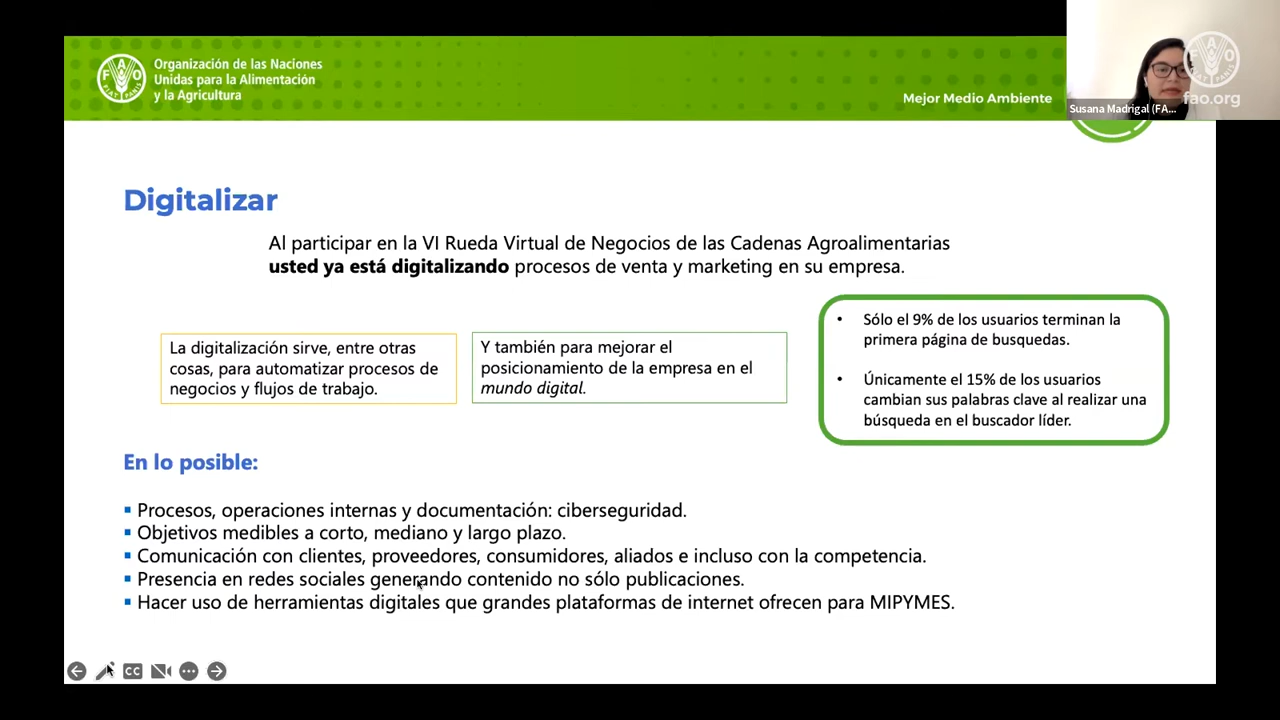 Organización de las Naciones
Unidas para la Alimentación
y la Agricultura
Mejor Medio Ambiente
FAO
FIAT PANIS
fao.org
Susana Madrigal (FA...
Digitalizar
Al participar en la VI Rueda Virtual de Negocios de las Cadenas Agroalimentarias
usted ya está digitalizando procesos de venta y marketing en su empresa.
La digitalización sirve, entre otras
cosas, para automatizar procesos de
negocios y flujos de trabajo.
Y también para mejorar el
posicionamiento de la empresa en el
mundo digital.
• Sólo el 9% de los usuarios terminan la
primera página de busquedas.
• Únicamente el 15% de los usuarios
cambian sus palabras clave al realizar una
búsqueda en el buscador líder.
En lo posible:
▪ Procesos, operaciones internas y documentación: ciberseguridad.
▪ Objetivos medibles a corto, mediano y largo plazo.
▪ Comunicación con clientes, proveedores, consumidores, aliados e incluso con la competencia.
▪ Presencia en redes sociales generando contenido no sólo publicaciones.
▪ Hacer uso de herramientas digitales que grandes plataformas de internet ofrecen para MIPYMES.
CC